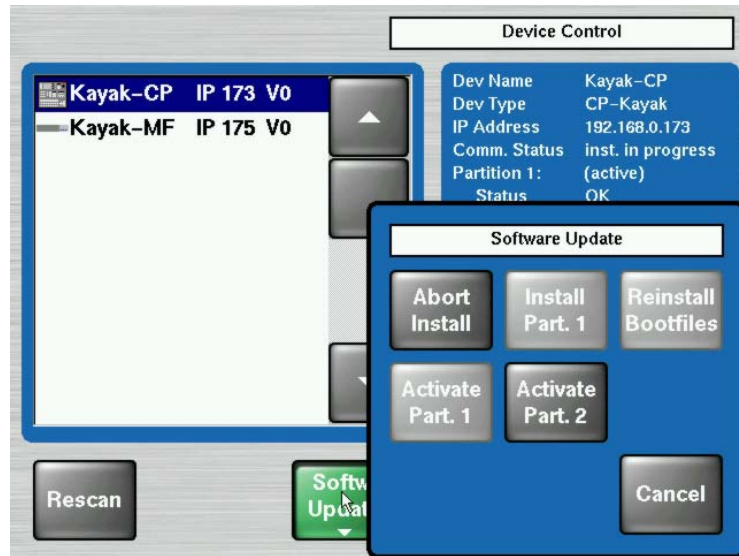 Device Control
Kayak–CP IP 173 V0
Kayak–MF IP 175 V0
Dev Name Kayak–CP
Dev Type CP–Kayak
IP Address 192.168.0.173
Comm. Status inst. in progress
Partition 1: (active)
Status OK
Software Update
Abort Install
Install Part. 1
Reinstall Bootfiles
Activate Part. 1
Activate Part. 2
Cancel
Rescan